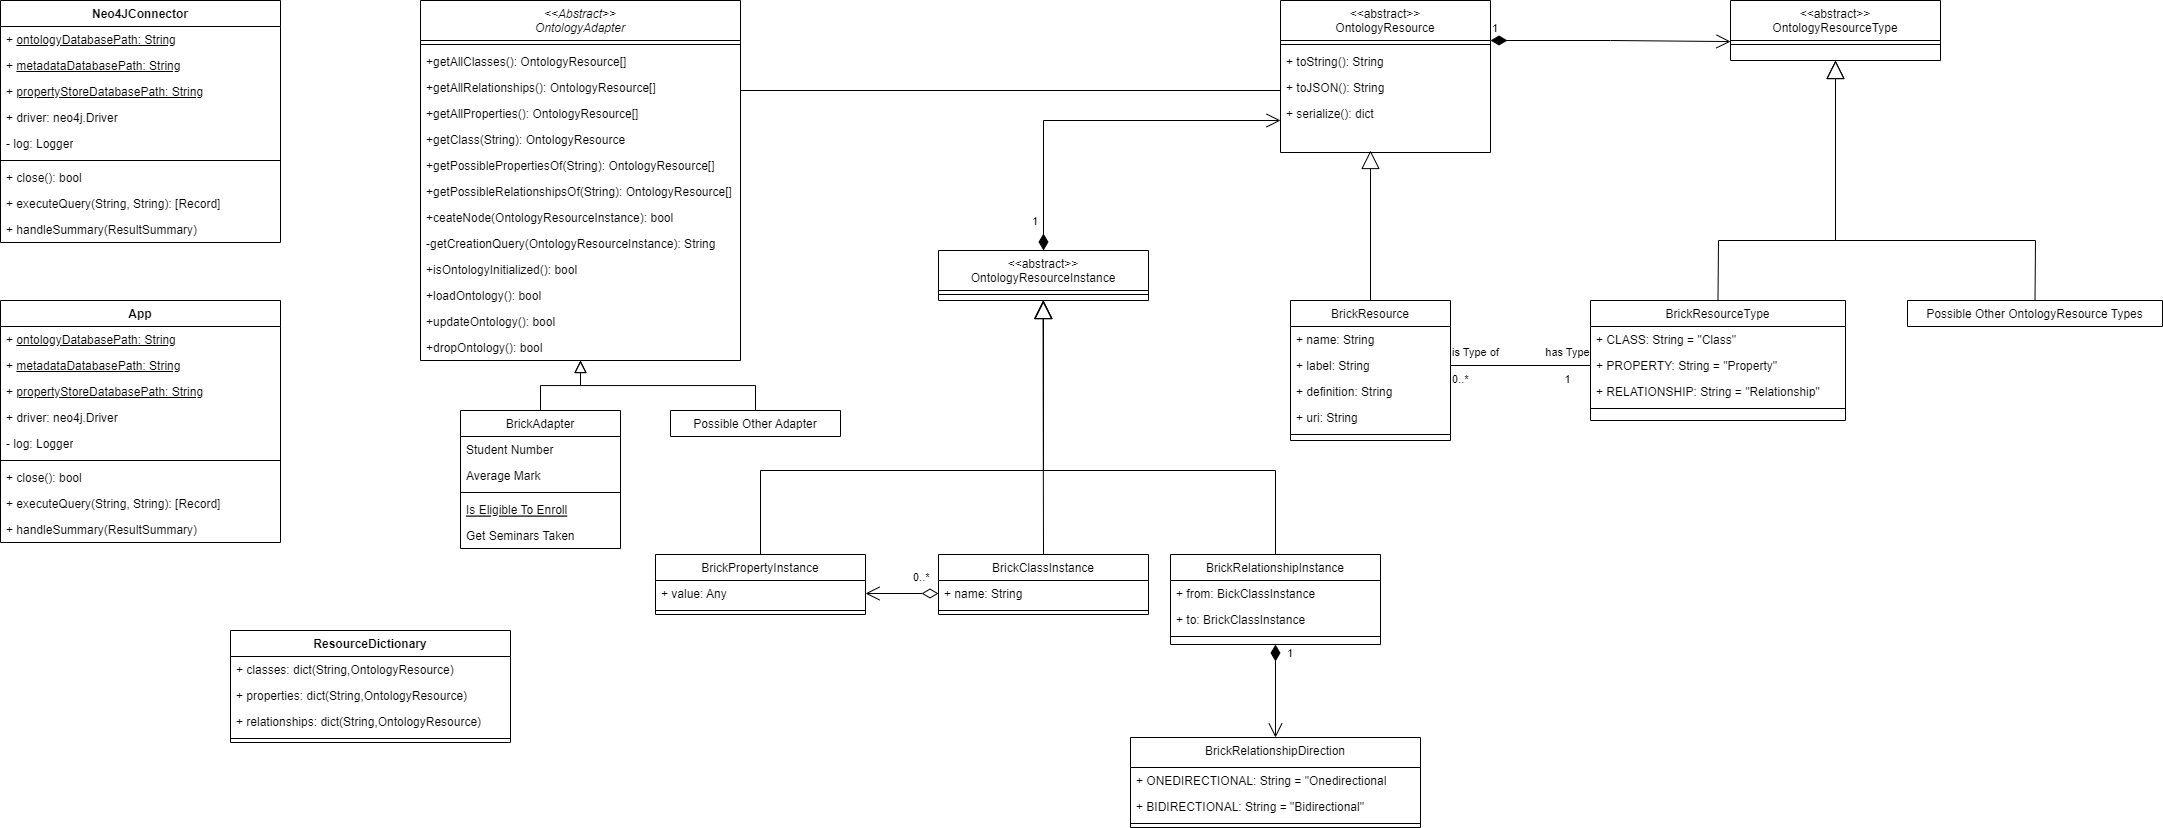 Neo4JConnector
+ ontologyDatabasePath: String
+ metadataDatabasePath: String
+ propertyStoreDatabasePath: String
+ driver: neo4j.Driver
- log: Logger
+ close(): bool
+ executeQuery(String, String): [Record]
+ handleSummary(ResultSummary)
App
+ ontologyDatabasePath: String
+ metadataDatabasePath: String
+ propertyStoreDatabasePath: String
+ driver: neo4j.Driver
- log: Logger
+ close(): bool
+ executeQuery(String, String): [Record]
+ handleSummary(ResultSummary)
<<Abstract>>
OntologyAdapter
+getAllClasses(): OntologyResource[]
+getAllRelationships(): OntologyResource[]
+getAllProperties(): OntologyResource[]
+getClass(String): OntologyResource
+getPossiblePropertiesOf(String): OntologyResource[]
+getPossibleRelationshipsOf(String): OntologyResource[]
+ceateNode(OntologyResourceInstance): bool
-getCreationQuery(OntologyResourceInstance): String
+isOntologyInitialized(): bool
+loadOntology(): bool
+updateOntology(): bool
+dropOntology(): bool
BrickAdapter
Student Number
Average Mark
Is Eligible To Enroll
Get Seminars Taken
Possible Other Adapter
ResourceDictionary
+ classes: dict(String,OntologyResource)
+ properties: dict(String,OntologyResource)
+ relationships: dict(String,OntologyResource)
<<abstract>>
OntologyResource
+ toString(): String
+ toJSON(): String
+ serialize(): dict
1
<<abstract>>
OntologyResourceType
1
<<abstract>>
OntologyResourceInstance
BrickResource
+ name: String
+ label: String
+ definition: String
+ uri: String
is Type of
0..*
has Type
1
BrickResourceType
+ CLASS: String = "Class"
+ PROPERTY: String = "Property"
+ RELATIONSHIP: String = "Relationship"
Possible Other OntologyResource Types
BrickPropertyInstance
+ value: Any
0..*
BrickClassInstance
+ name: String
BrickRelationshipInstance
+ from: BickClassInstance
+ to: BrickClassInstance
1
BrickRelationshipDirection
+ ONEDIRECTIONAL: String = "Onedirectional
+ BIDIRECTIONAL: String = "Bidirectional"